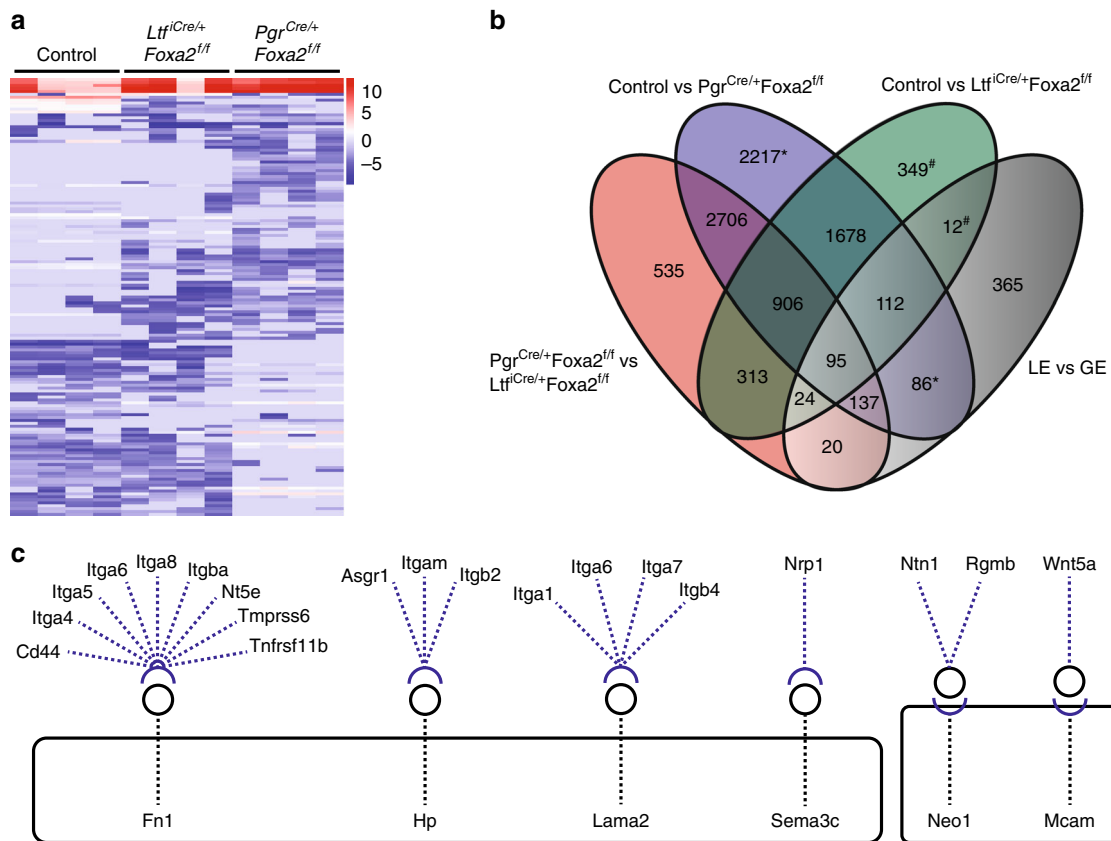 a
Control
Ltf^iCre/+ Foxa2^f/f
Pgr^Cre/+ Foxa2^f/f
10
5
0
–5
b
Control vs Pgr^Cre/+Foxa2^f/f
Control vs Ltf^iCre/+Foxa2^f/f
2217*
349#
2706
1678
12#
535
906
112
365
Pgr^Cre/+Foxa2^f/f vs
Ltf^iCre/+Foxa2^f/f
LE vs GE
313
95
86*
24
137
20
c
Cd44
Itga4
Itga5
Itga6
Itga8
Itgba
Nt5e
Tmprss6
Tnfrsf11b
Asgr1
Itgam
Itgb2
Itga1
Itga6
Itga7
Itgb4
Nrp1
Ntn1
Rgmb
Wnt5a
Fn1
Hp
Lama2
Sema3c
Neo1
Mcam